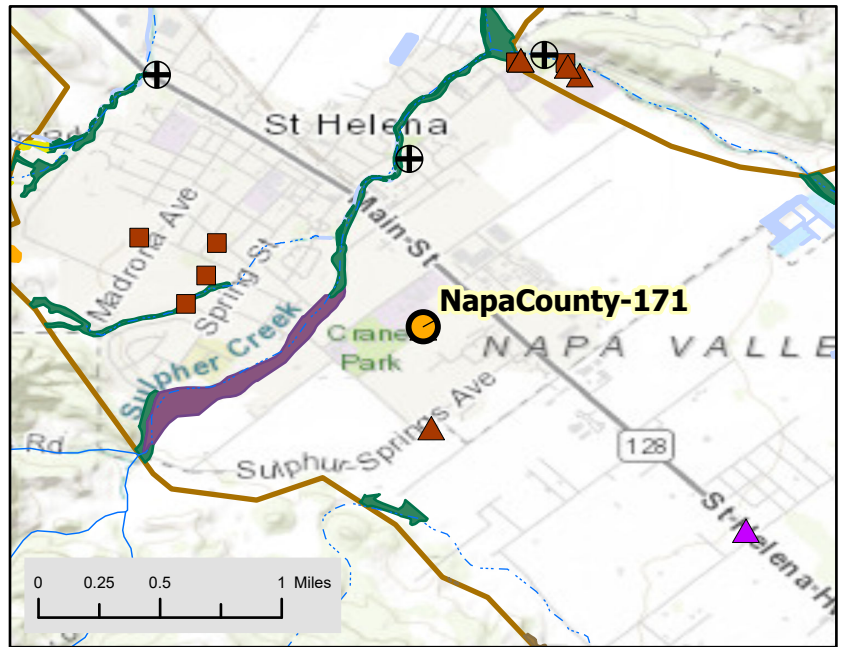 St Helena
Main-St
Madrona Ave
Spring St
NapaCounty-171
Crane
Park
NAPA VALLE
Sulpher Creek
Sulphur-Springs Ave
Rd
128
St-Helena-Hw
0 0.25 0.5 1 Miles